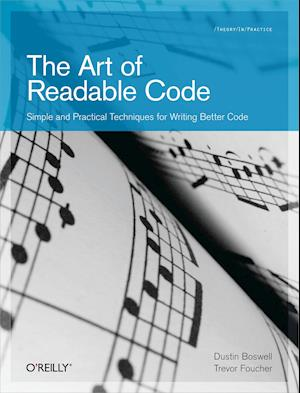 /THEORY/IN/PRACTICE
The Art of
Readable Code
Simple and Practical Techniques for Writing Better Code
Dustin Boswell
Trevor Foucher
O'REILLY®